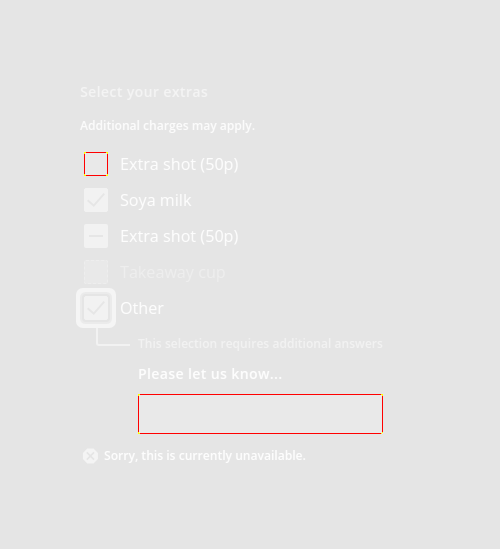 Select your extras
Additional charges may apply.
Extra shot (50p)
Soya milk
Extra shot (50p)
Takeaway cup
Other
This selection requires additional answers
Please let us know...
Sorry, this is currently unavailable.